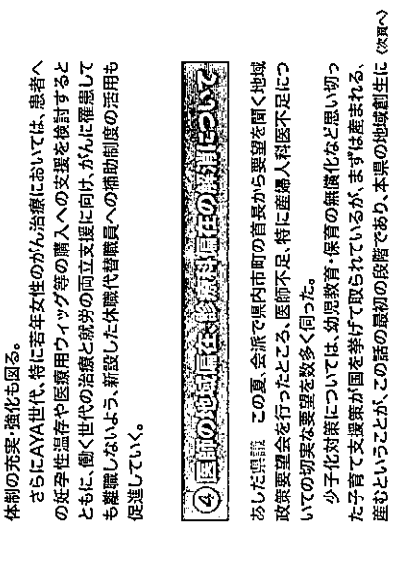 体制の充実・強化も図る。
さらにAYA世代、特に若年女性のがん治療においては、患者へ
の妊孕性温存や医療用ウィッグ等の購入への支援を検討すると
ともに、働く世代の治療と就労の両立支援に向け、がんに罹患して
も離職しないよう、新設した休職代替職員への補助制度の活用も
促進していく。
④医師の地域偏在・診療科偏在の解消について
あしだ県議　この夏、会派で県内市町の首長から要望を聞く地域
政策要望会を行ったところ、医師不足、特に産婦人科医不足につ
いての切実な要望を数多く伺った。
少子化対策については、幼児教育・保育の無償化など思い切っ
た子育て支援策が国を挙げて取られているが、まずは産まれる、
産むということが、この話の最初の段階であり、本県の地域創生に
〈次頁へ〉